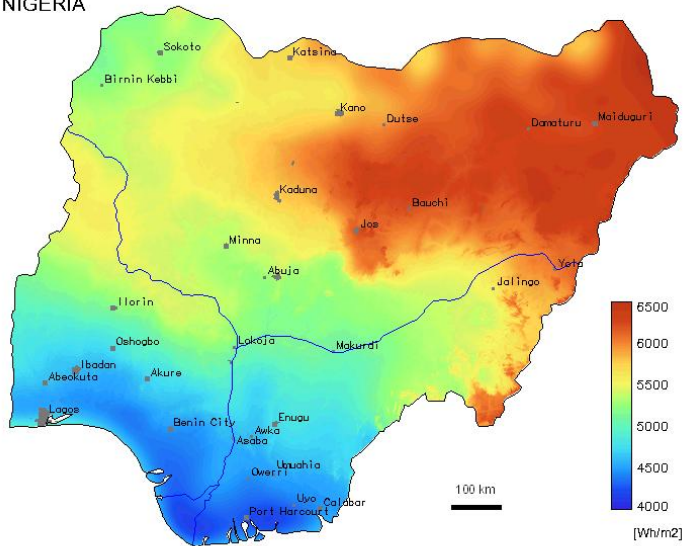 NIGERIA
Sokoto
Katsina
Birnin Kebbi
Kano
Dutse
Damaturu
Maiduguri
Kaduna
Bauchi
Jos
Minna
Abuja
Yola
Jalingo
Ilorin
Oshogbo
Lokoja
Makurdi
Ibadan
Abeokuta
Akure
Lagos
Benin City
Enugu
Awka
Asaba
Owerri
Umuahia
Uyo
Calabar
Port Harcourt
100 km
6500
6000
5500
5000
4500
4000
[Wh/m2]